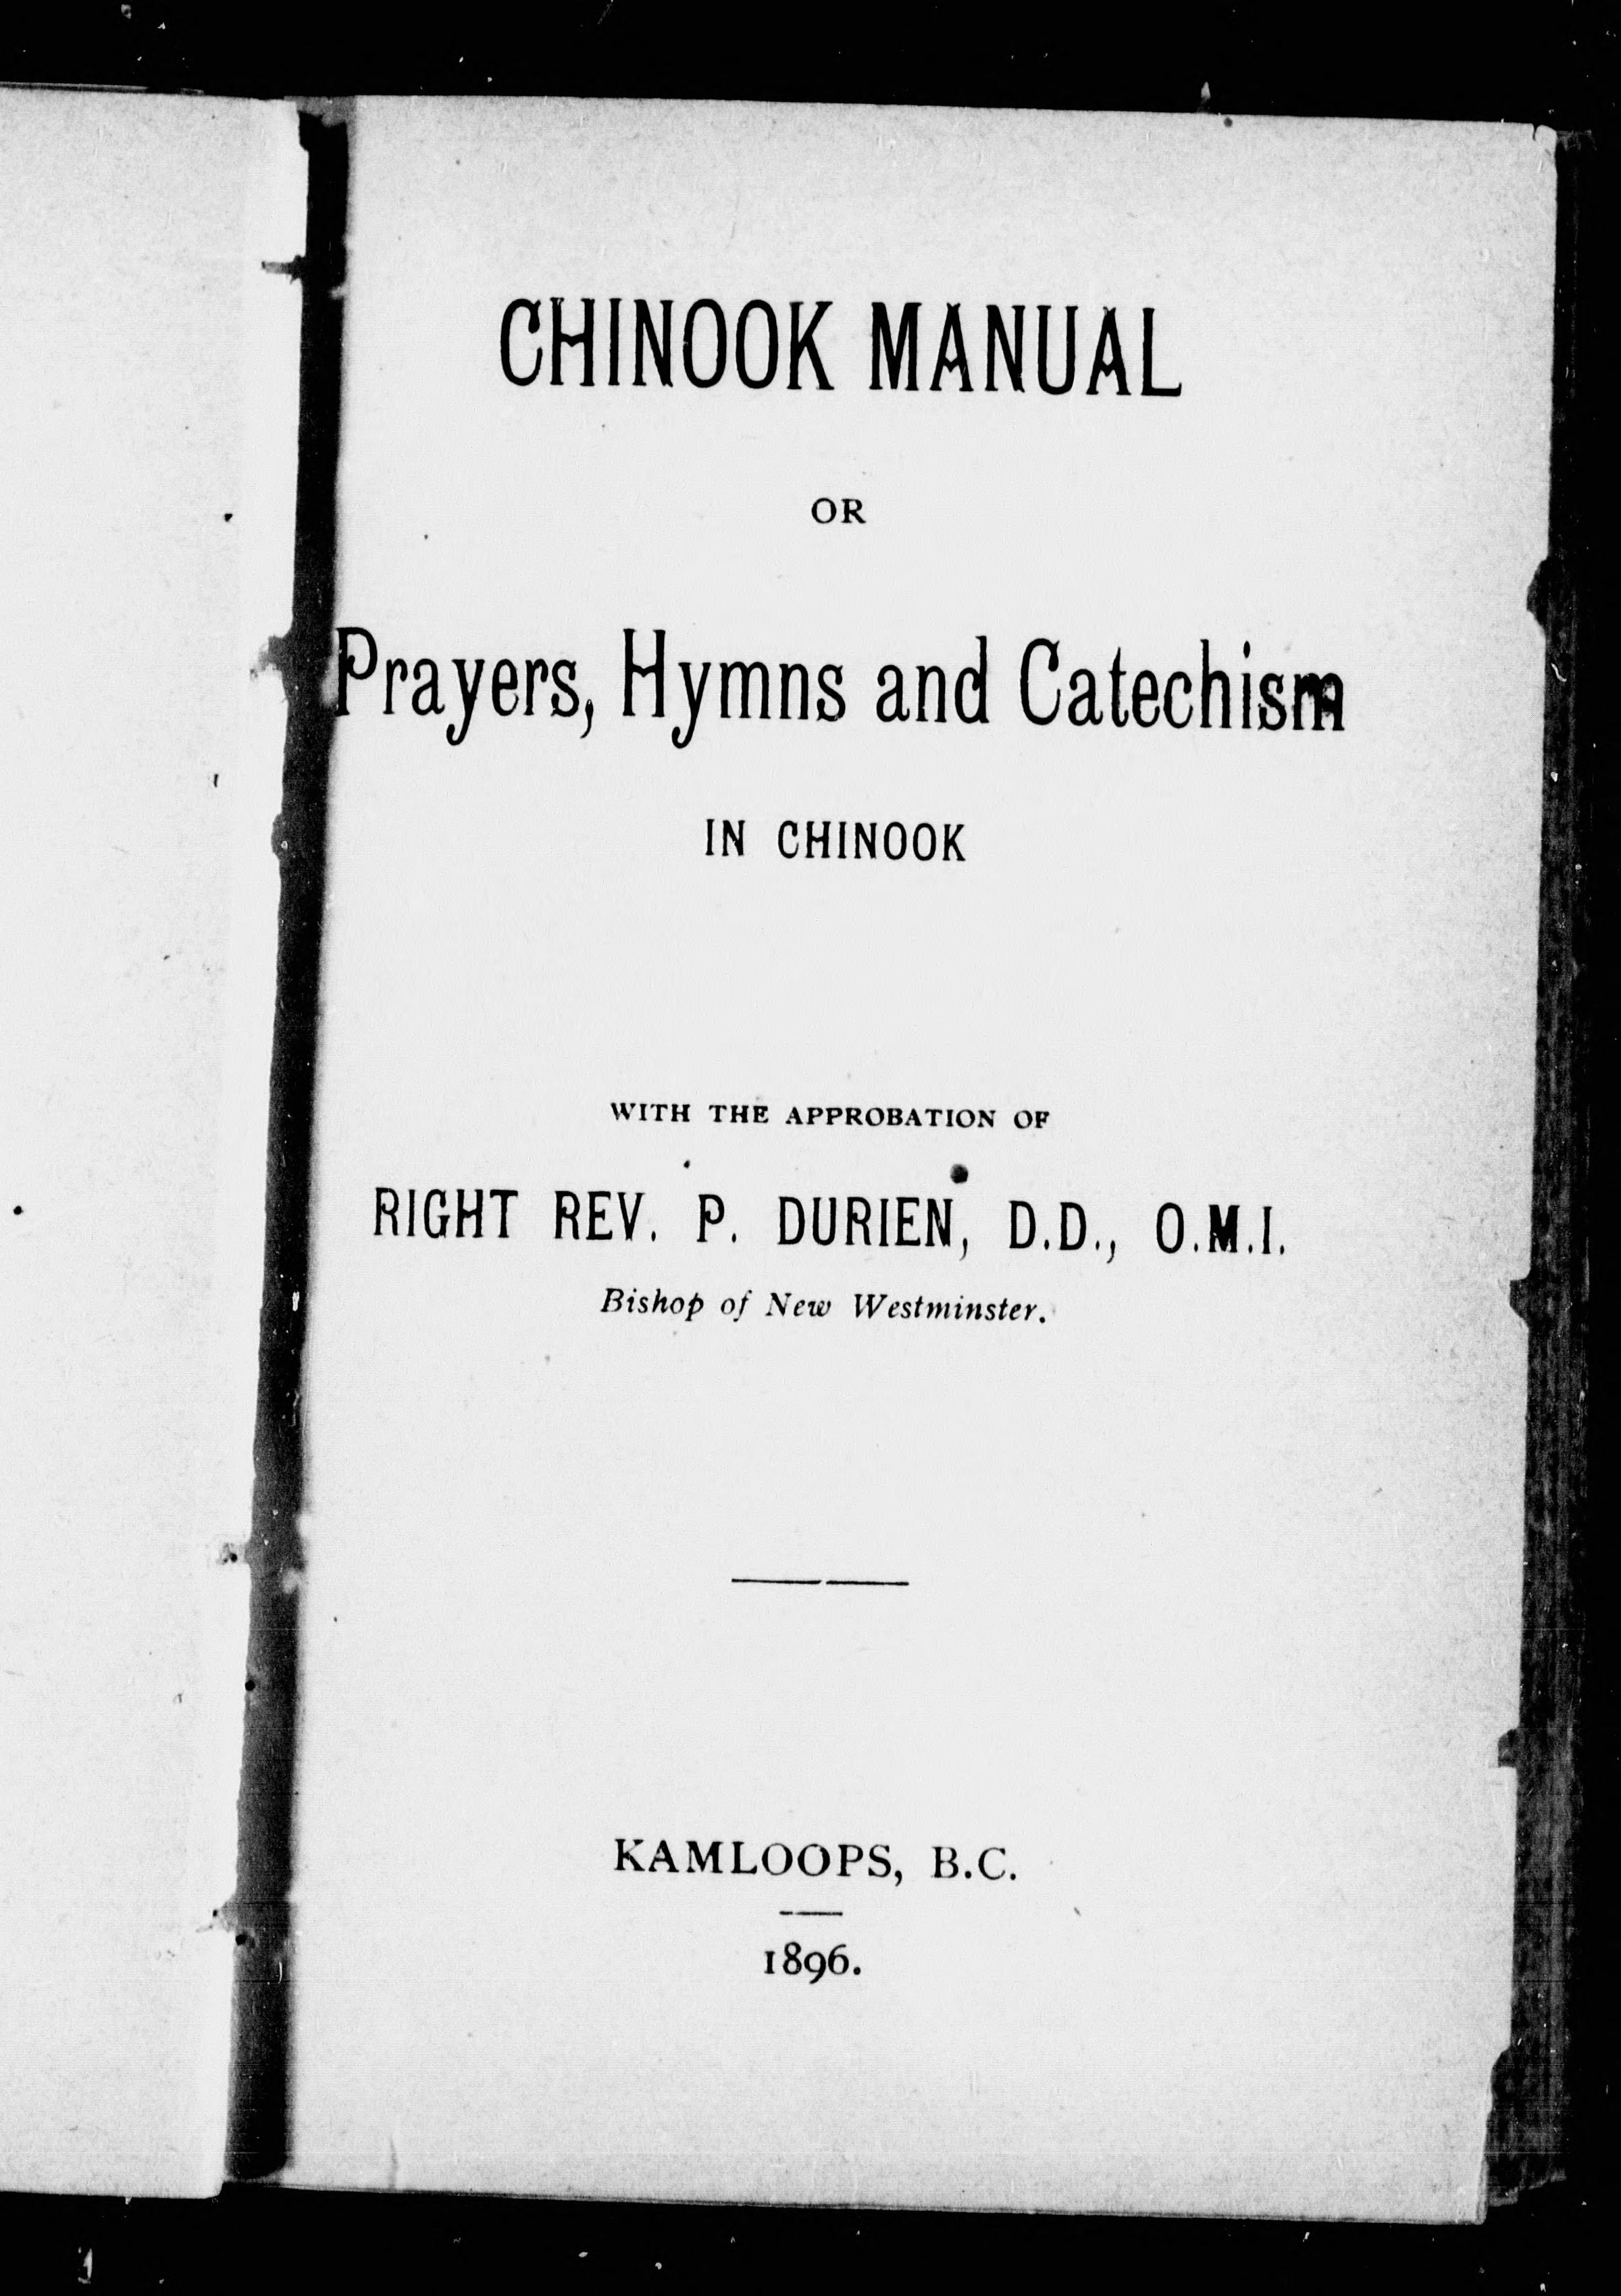 CHINOOK MANUAL
OR
Prayers, Hymns and Catechism
IN CHINOOK
WITH THE APPROBATION OF
RIGHT REV. P. DURIEN, D.D., O.M.I.
Bishop of New Westminster.
KAMLOOPS, B.C.
1896.